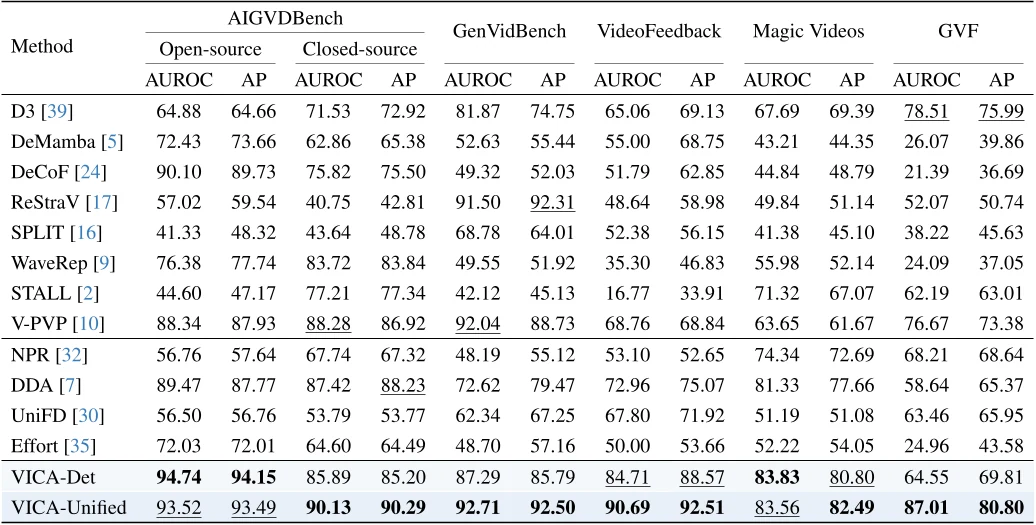 Method AIGVDBench GenVidBench VideoFeedback Magic Videos GVF
Open-source Closed-source
AUROC AP AUROC AP AUROC AP AUROC AP AUROC AP AUROC AP
D3 [39] 64.88 64.66 71.53 72.92 81.87 74.75 65.06 69.13 67.69 69.39 78.51 75.99
DeMamba [5] 72.43 73.66 62.86 65.38 52.63 55.44 55.00 68.75 43.21 44.35 26.07 39.86
DeCoF [24] 90.10 89.73 75.82 75.50 49.32 52.03 51.79 62.85 44.84 48.79 21.39 36.69
ReStraV [17] 57.02 59.54 40.75 42.81 91.50 92.31 48.64 58.98 49.84 51.14 52.07 50.74
SPLIT [16] 41.33 48.32 43.64 48.78 68.78 64.01 52.38 56.15 41.38 45.10 38.22 45.63
WaveRep [9] 76.38 77.74 83.72 83.84 49.55 51.92 35.30 46.83 55.98 52.14 24.09 37.05
STALL [2] 44.60 47.17 77.21 77.34 42.12 45.13 16.77 33.91 71.32 67.07 62.19 63.01
V-PVP [10] 88.34 87.93 88.28 86.92 92.04 88.73 68.76 68.84 63.65 61.67 76.67 73.38
NPR [32] 56.76 57.64 67.74 67.32 48.19 55.12 53.10 52.65 74.34 72.69 68.21 68.64
DDA [7] 89.47 87.77 87.42 88.23 72.62 79.47 72.96 75.07 81.33 77.66 58.64 65.37
UniFD [30] 56.50 56.76 53.79 53.77 62.34 67.25 67.80 71.92 51.19 51.08 63.46 65.95
Effort [35] 72.03 72.01 64.60 64.49 48.70 57.16 50.00 53.66 52.22 54.05 24.96 43.58
VICA-Det 94.74 94.15 85.89 85.20 87.29 85.79 84.71 88.57 83.83 80.80 64.55 69.81
VICA-Unified 93.52 93.49 90.13 90.29 92.71 92.50 90.69 92.51 83.56 82.49 87.01 80.80